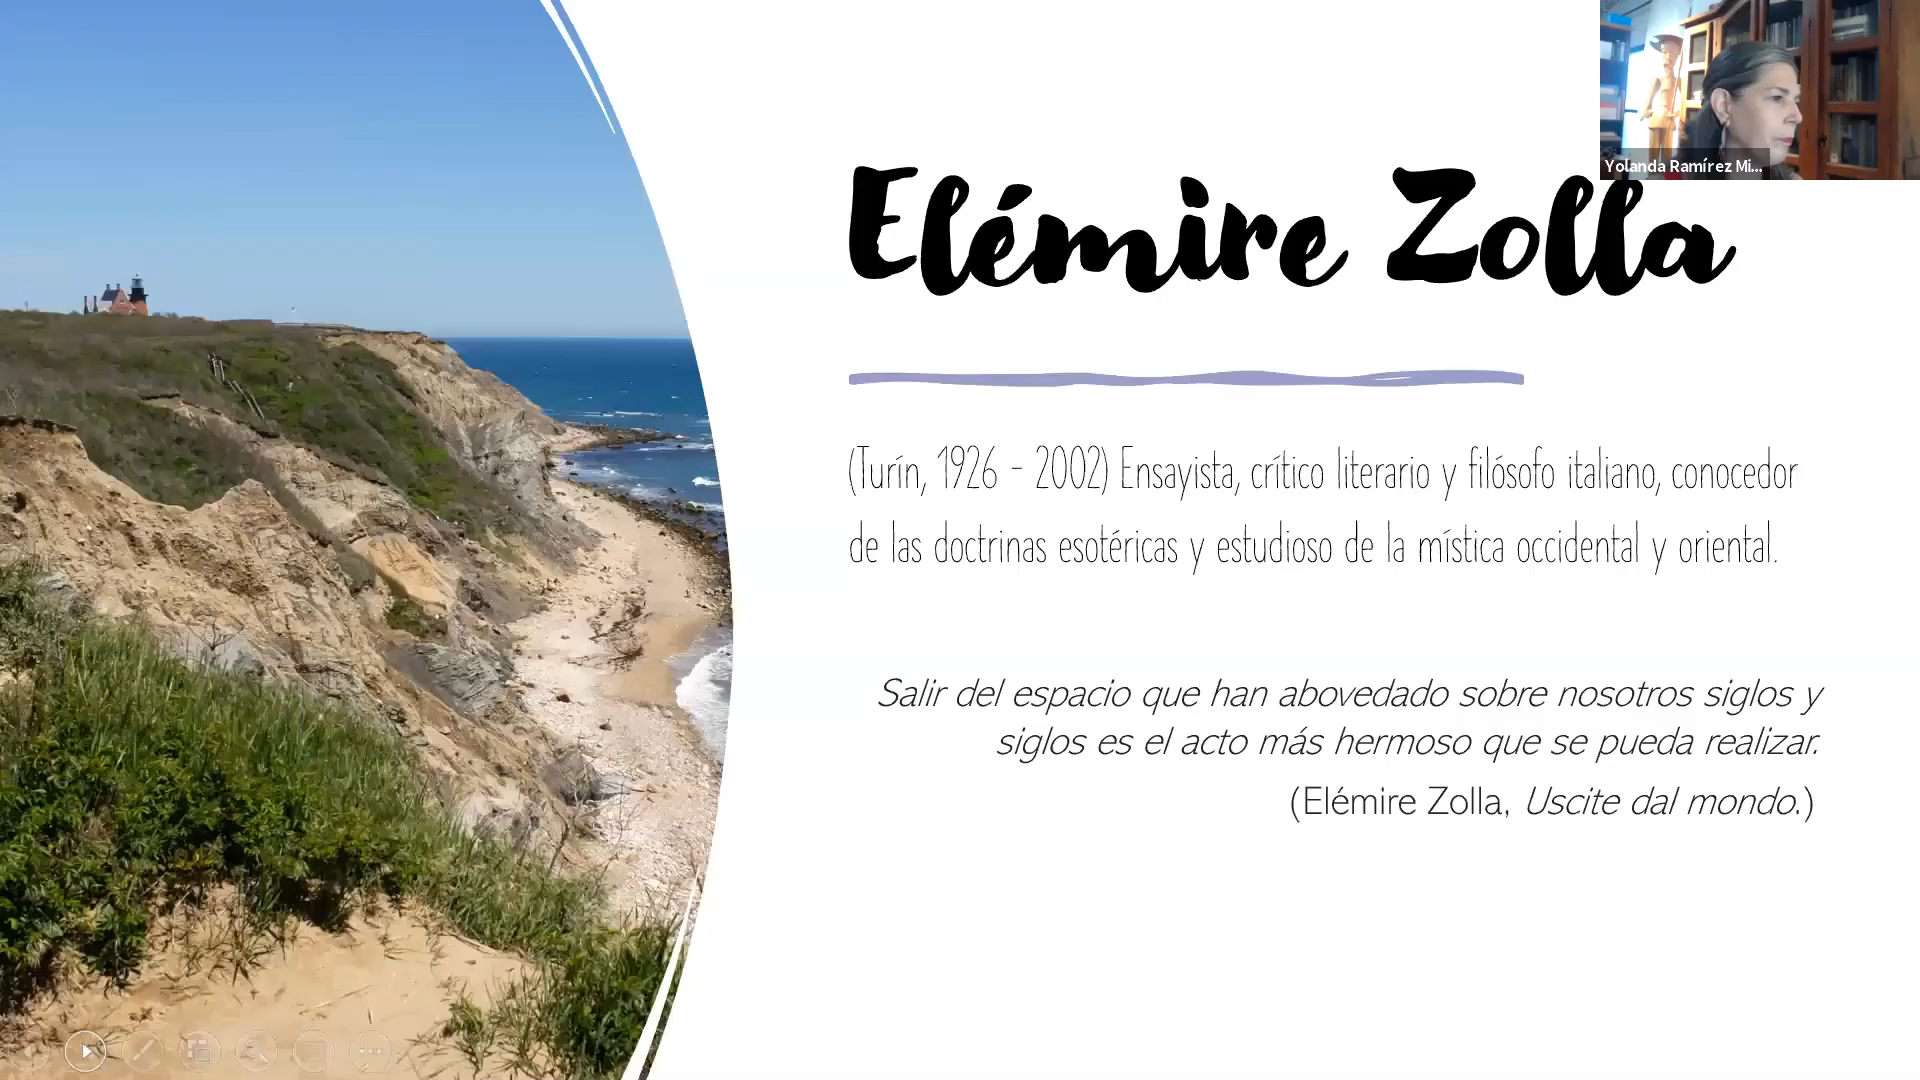 Yolanda Ramírez Mi...
Elémire Zolla
(Turín, 1926 - 2002) Ensayista, crítico literario y filósofo italiano, conocedor
de las doctrinas esotéricas y estudioso de la mística occidental y oriental.
Salir del espacio que han abovedado sobre nosotros siglos y
siglos es el acto más hermoso que se pueda realizar.
(Elémire Zolla, Uscite dal mondo.)